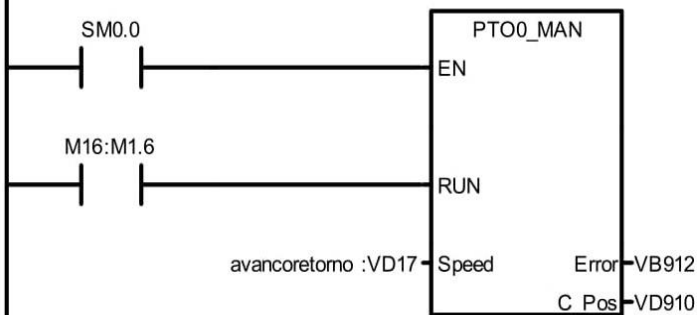 SM0.0
PTO0_MAN
EN
M16:M1.6
RUN
avancoretorno :VD17 Speed Error VB912
C_Pos VD910